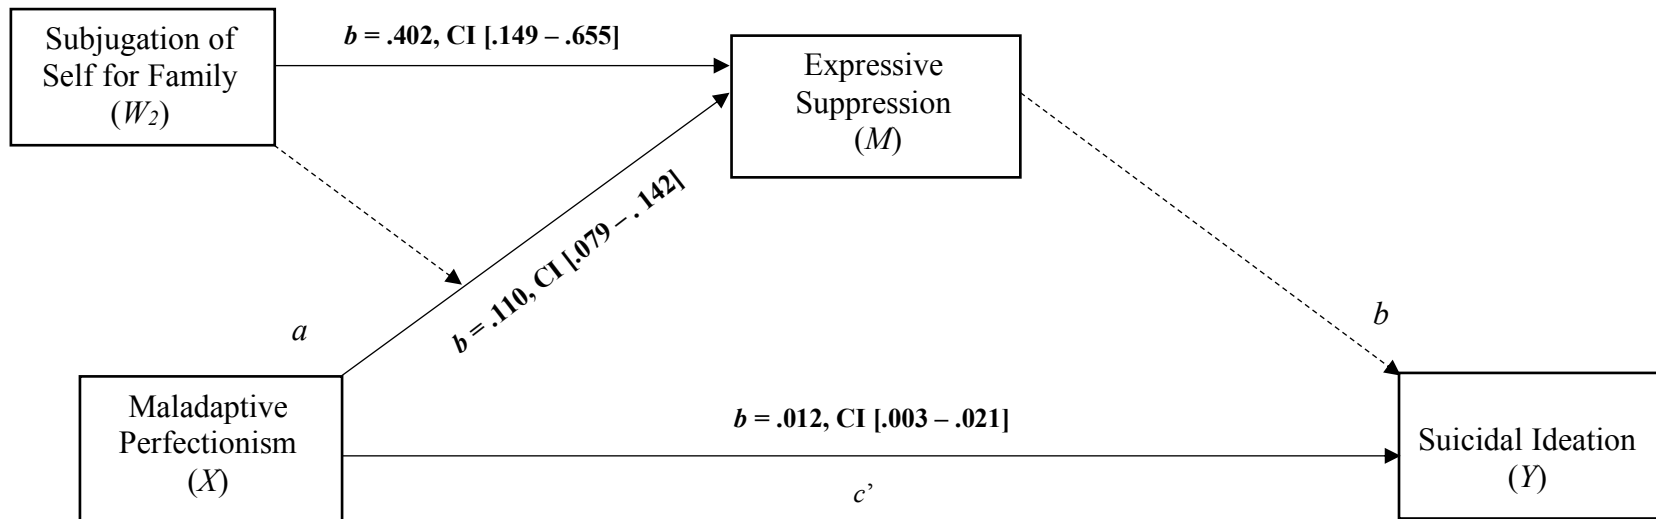 Subjugation of
Self for Family
(W₂)
b = .402, CI [.149 – .655]
Expressive
Suppression
(M)
b = .110, CI [.079 – . 142]
a
b
Maladaptive
Perfectionism
(X)
b = .012, CI [.003 – .021]
c’
Suicidal Ideation
(Y)